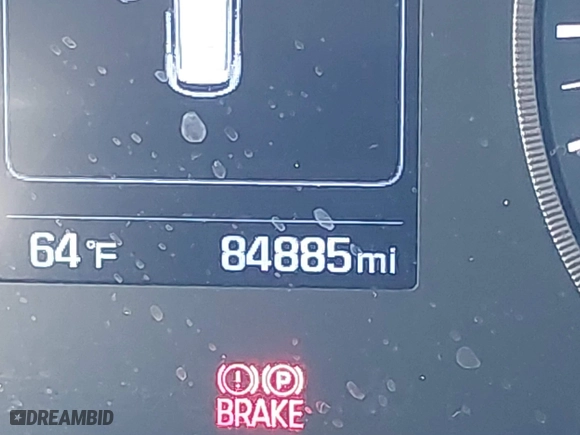 64°F 84885mi
(!) (P)
BRAKE
DREAMBID